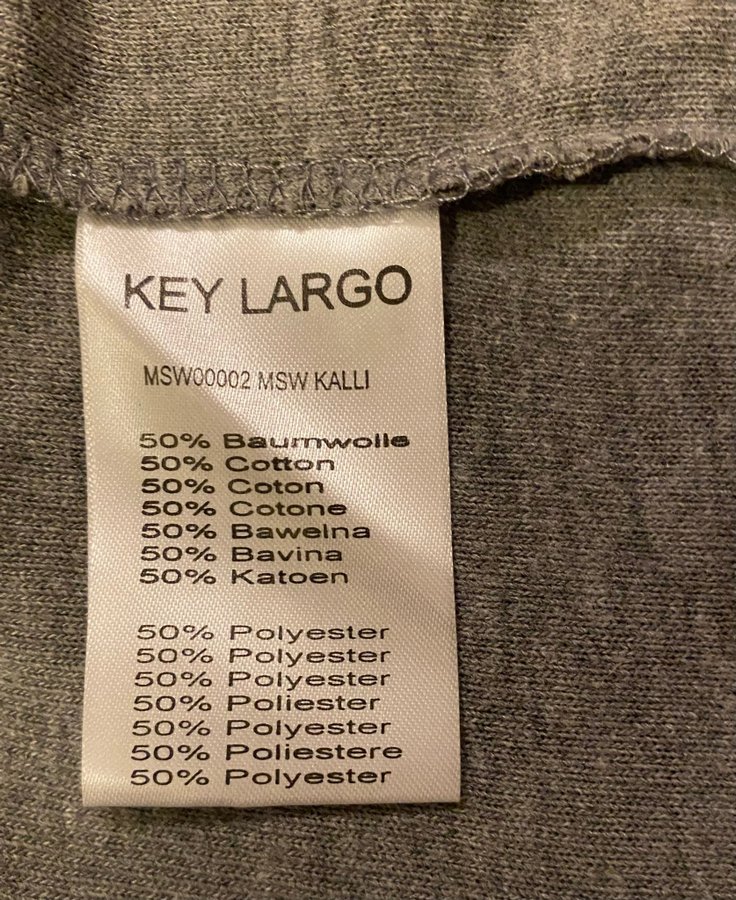 KEY LARGO
MSW00002 MSW KALLI
50% Baumwolle
50% Cotton
50% Coton
50% Cotone
50% Bawelna
50% Bavina
50% Katoen
50% Polyester
50% Polyester
50% Polyester
50% Poliester
50% Polyester
50% Poliestere
50% Polyester